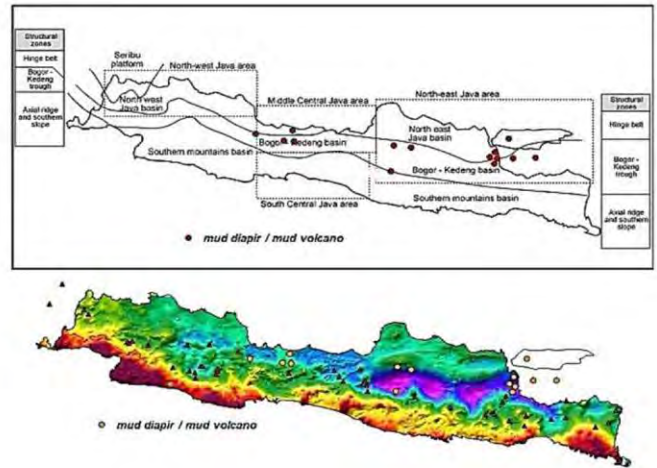 Structural
zones
Hinge belt
Bogor -
Kedeng
trough
Axial ridge
and southern
slope
Seribu
platform
North-west Java area
North west
Java basin
Middle Central Java area
North-east Java area
North east
Java basin
Bogor - Kedeng basin
Bogor - Kedeng basin
Southern mountains basin
Southern mountains basin
South Central Java area
Structural
zones
Hinge belt
Bogor -
Kedeng
trough
Axial ridge
and southern
slope
mud diapir / mud volcano
mud diapir / mud volcano